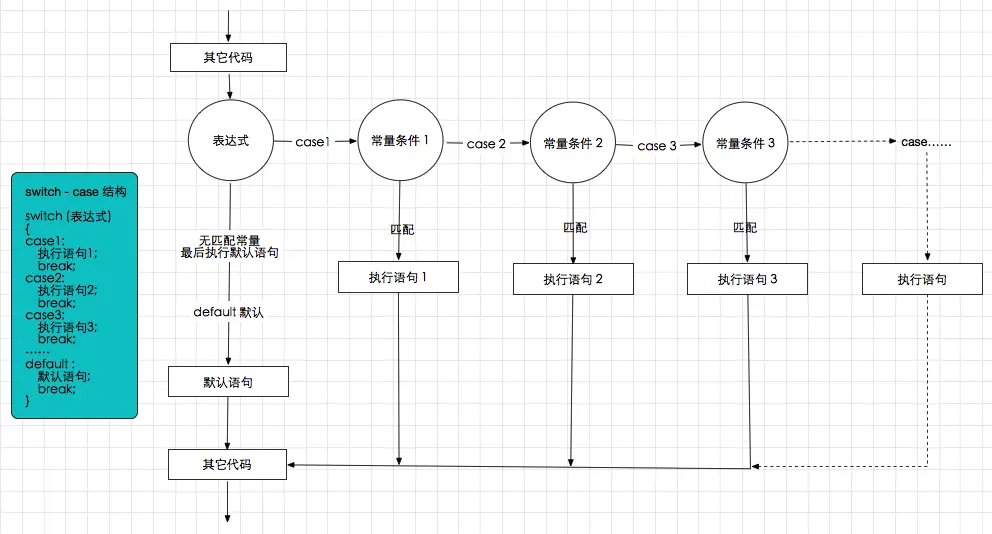 其它代码
表达式
case1
常量条件 1
case 2
常量条件 2
case 3
常量条件 3
case……
switch - case 结构
switch (表达式)
{
case1:
执行语句1;
break;
case2:
执行语句2;
break;
case3:
执行语句3;
break;
……
default :
默认语句;
break;
}
无匹配常量
最后执行默认语句
匹配
匹配
匹配
执行语句 1
执行语句 2
执行语句 3
执行语句
default 默认
默认语句
其它代码